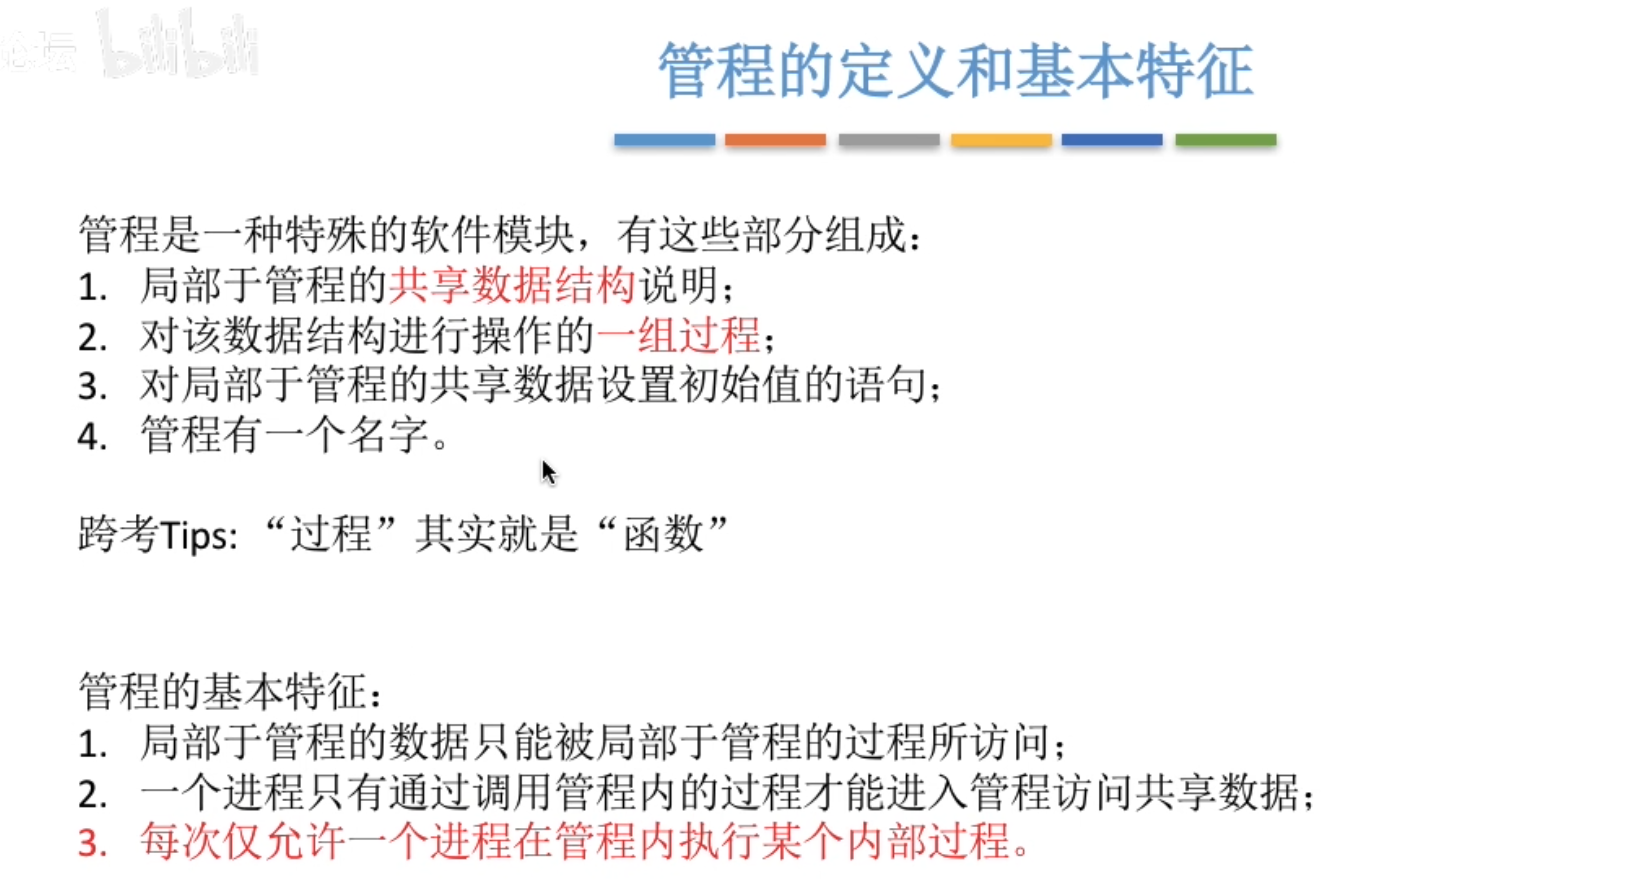 论坛 bilibili
管程的定义和基本特征
管程是一种特殊的软件模块，有这些部分组成：
1. 局部于管程的共享数据结构说明；
2. 对该数据结构进行操作的一组过程；
3. 对局部于管程的共享数据设置初始值的语句；
4. 管程有一个名字。
跨考Tips: “过程”其实就是“函数”
管程的基本特征：
1. 局部于管程的数据只能被局部于管程的过程所访问；
2. 一个进程只有通过调用管程内的过程才能进入管程访问共享数据；
3. 每次仅允许一个进程在管程内执行某个内部过程。